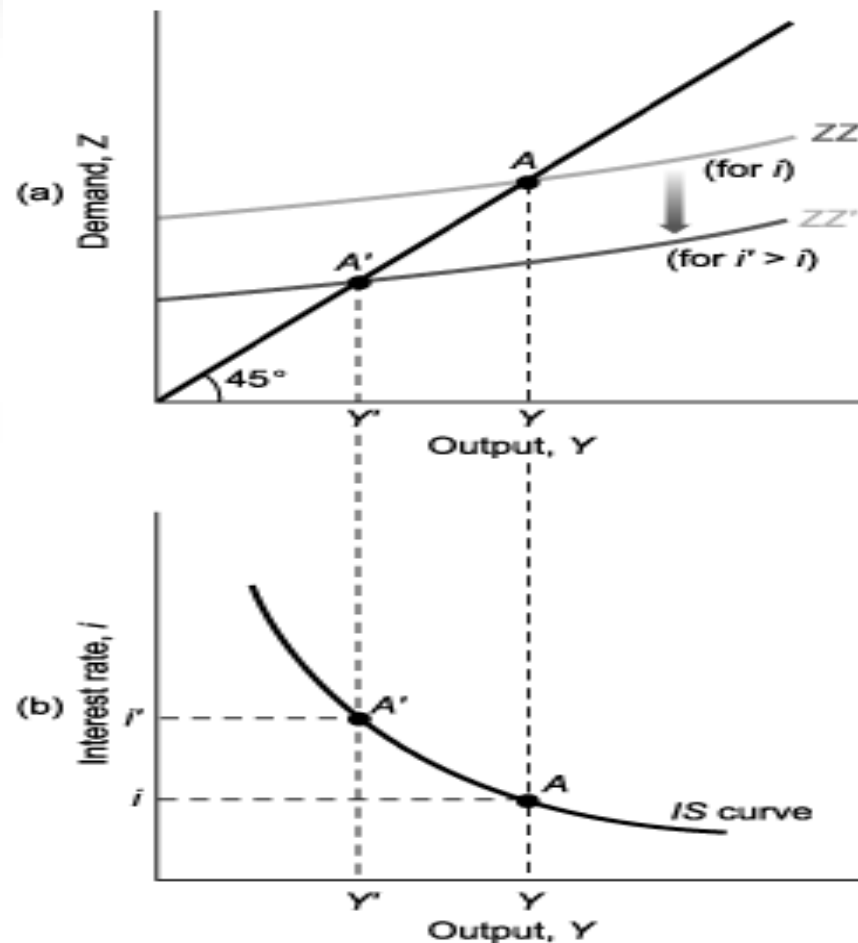 (a)
Demand, Z
ZZ
A
(for i)
ZZ'
A'
(for i' > i)
45°
Y' Y
Output, Y
(b)
Interest rate, i
i' A'
i A
IS curve
Y' Y
Output, Y